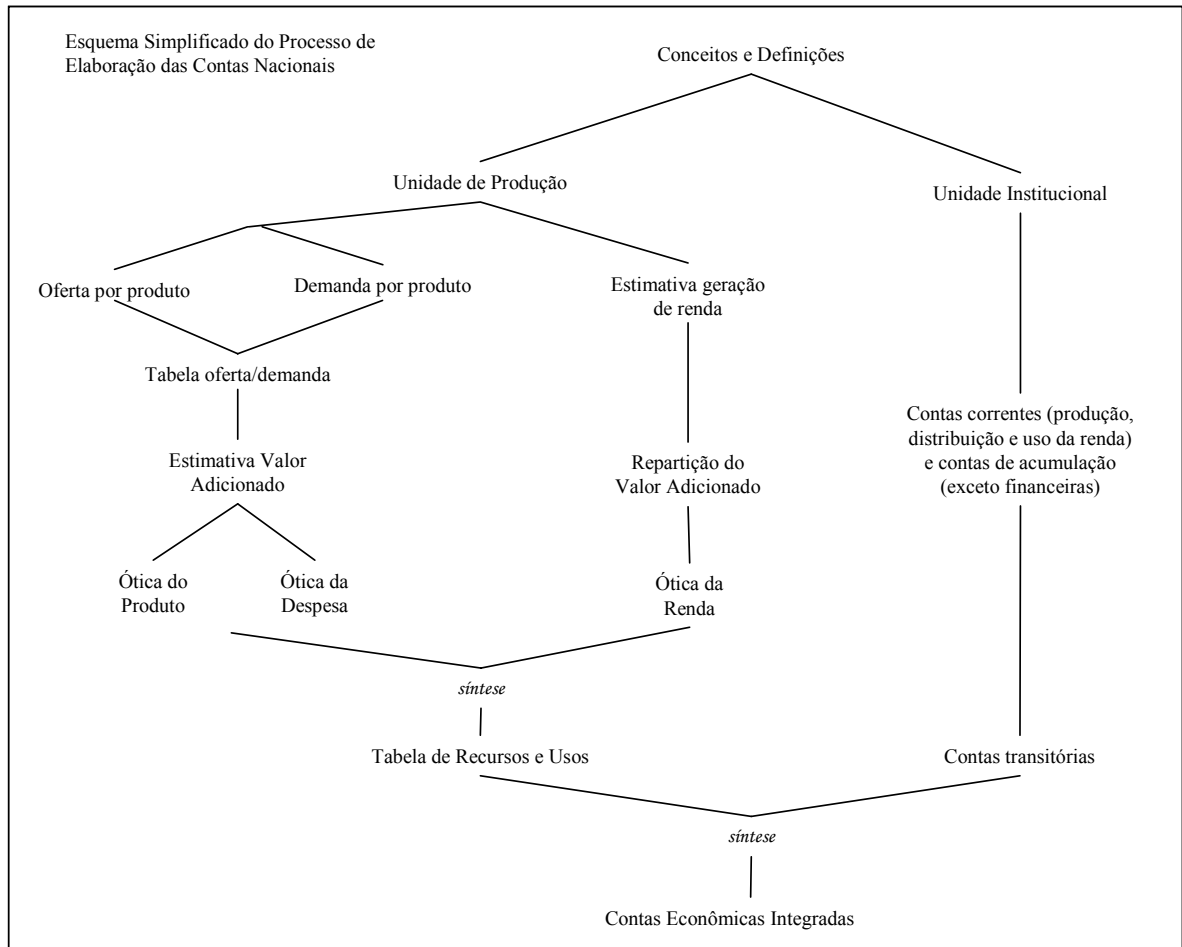 Esquema Simplificado do Processo de
Elaboração das Contas Nacionais
Conceitos e Definições
Unidade de Produção
Unidade Institucional
Oferta por produto
Demanda por produto
Estimativa geração
de renda
Tabela oferta/demanda
Contas correntes (produção,
distribuição e uso da renda)
e contas de acumulação
(exceto financeiras)
Estimativa Valor
Adicionado
Repartição do
Valor Adicionado
Ótica do
Produto
Ótica da
Despesa
Ótica da
Renda
síntese
Tabela de Recursos e Usos
Contas transitórias
síntese
Contas Econômicas Integradas